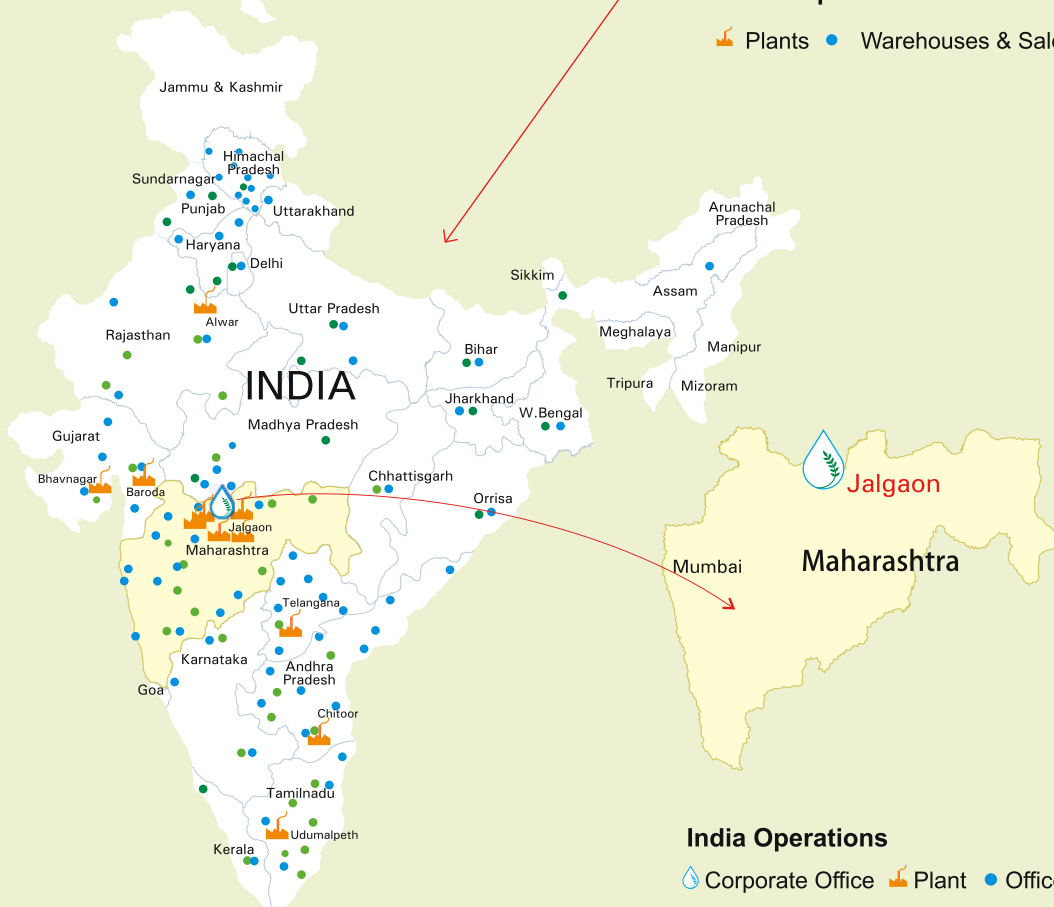 Plants
Warehouses & Sal
Jammu & Kashmir
Himachal
Pradesh
Sundarnagar
Punjab
Uttarakhand
Haryana
Delhi
Arunachal
Pradesh
Sikkim
Assam
Uttar Pradesh
Alwar
Rajasthan
Meghalaya
Manipur
Bihar
INDIA
Tripura
Mizoram
Jharkhand
W.Bengal
Madhya Pradesh
Gujarat
Bhavnagar
Baroda
Chhattisgarh
Orrisa
Jalgaon
Jalgaon
Maharashtra
Mumbai
Maharashtra
Telangana
Karnataka
Andhra
Pradesh
Goa
Chitoor
Tamilnadu
Udumalpeth
Kerala
India Operations
Corporate Office
Plant
Offic